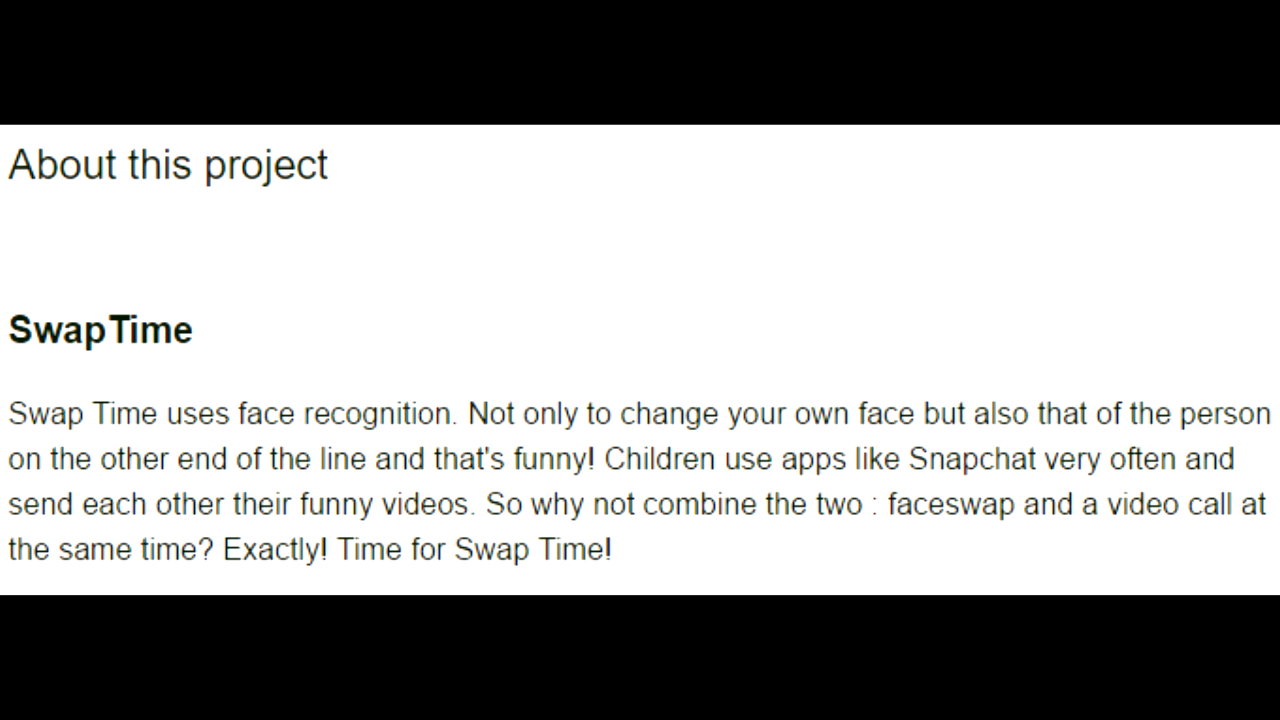 About this project
SwapTime
Swap Time uses face recognition. Not only to change your own face but also that of the person
on the other end of the line and that's funny! Children use apps like Snapchat very often and
send each other their funny videos. So why not combine the two : faceswap and a video call at
the same time? Exactly! Time for Swap Time!